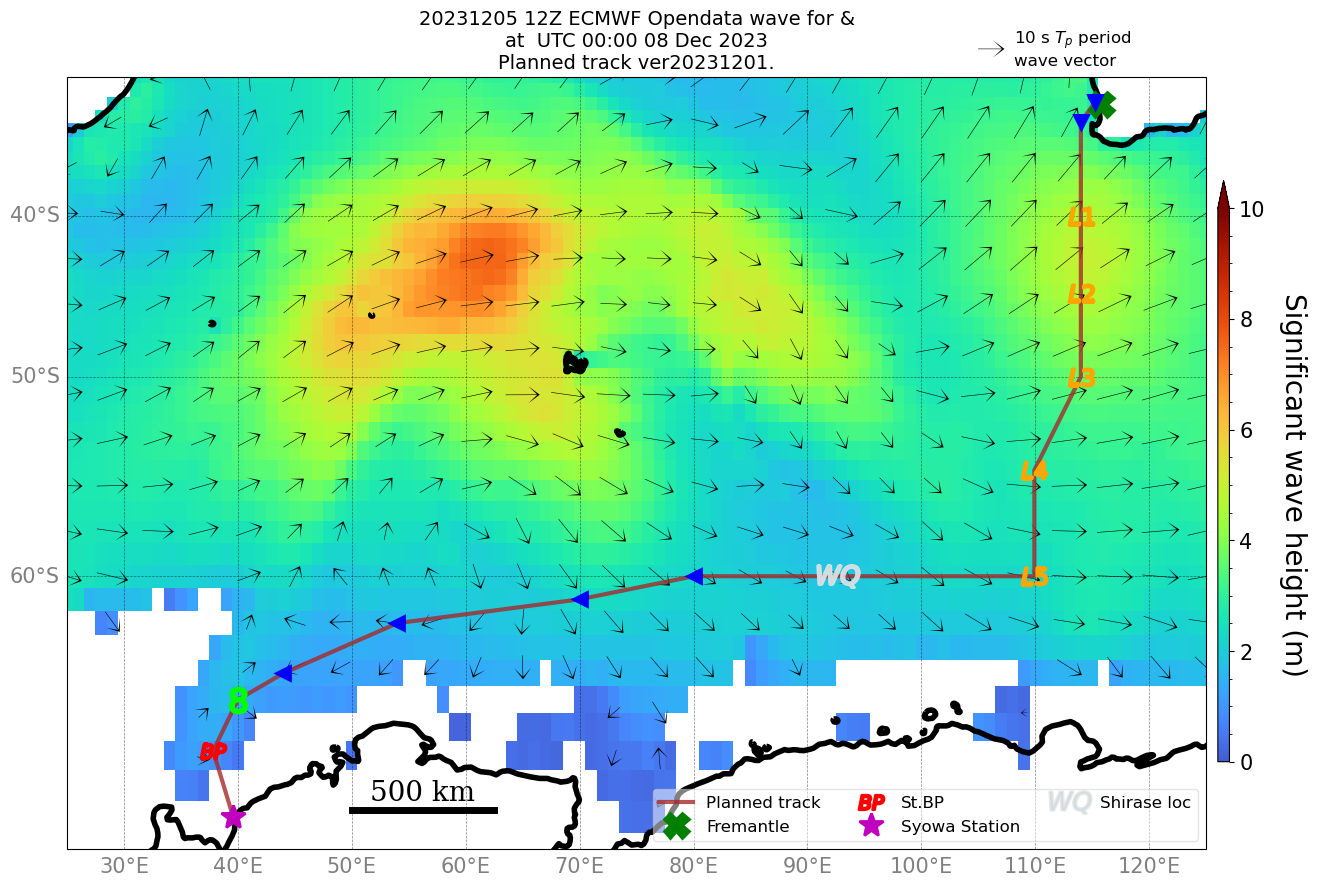 20231205 12Z ECMWF Opendata wave for &
at  UTC 00:00 08 Dec 2023
Planned track ver20231201.
10 s Tp period
wave vector
40°S
50°S
60°S
L1
L2
L3
L4
L5
WQ
8
BP
500 km
Planned track
Fremantle
BP St.BP
Syowa Station
WQ Shirase loc
30°E 40°E 50°E 60°E 70°E 80°E 90°E 100°E 110°E 120°E
10
8
6
4
2
0
Significant wave height (m)